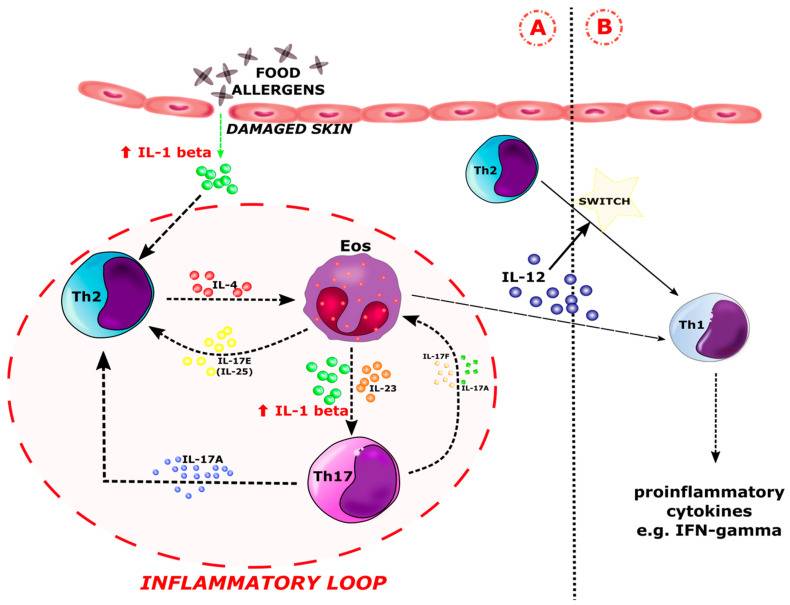 A
B
FOOD
ALLERGENS
DAMAGED SKIN
IL-1 beta
Th2
SWITCH
Eos
IL-12
Th2
IL-4
Th1
IL-17E
(IL-25)
IL-17F
IL-17A
IL-23
IL-1 beta
IL-17A
Th17
proinflammatory
cytokines
e.g. IFN-gamma
INFLAMMATORY LOOP